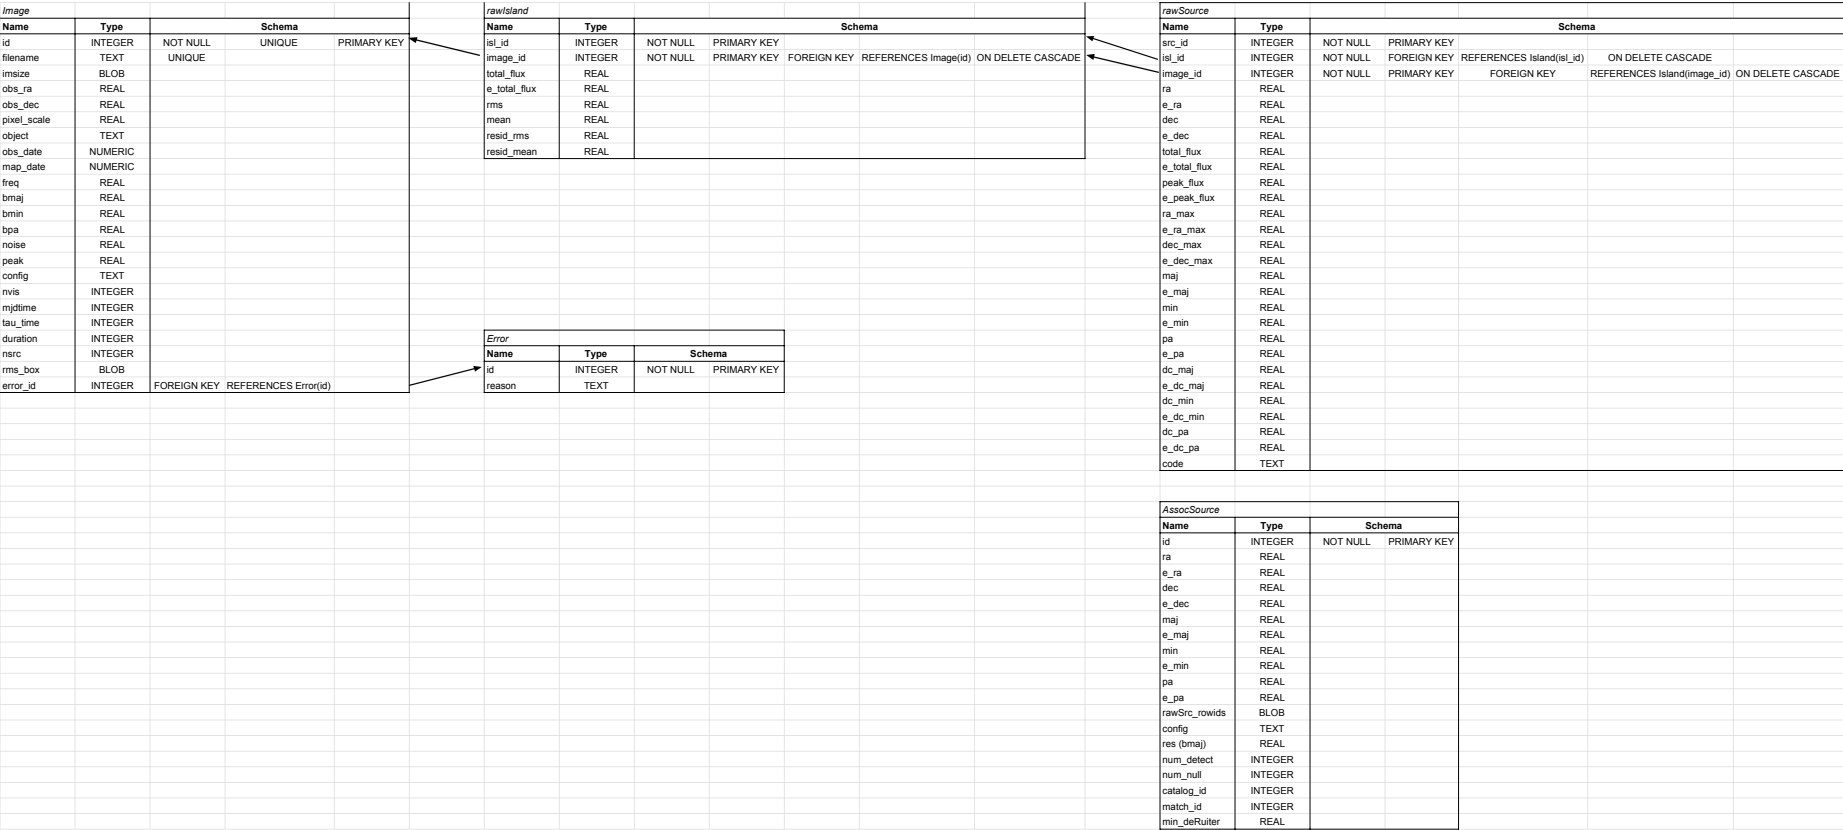 Image
Name Type Schema
id INTEGER NOT NULL UNIQUE PRIMARY KEY
filename TEXT UNIQUE
imsize BLOB
obs_ra REAL
obs_dec REAL
pixel_scale REAL
object TEXT
obs_date NUMERIC
map_date NUMERIC
freq REAL
bmaj REAL
bmin REAL
bpa REAL
noise REAL
peak REAL
config TEXT
nvis INTEGER
mjdtime INTEGER
tau_time INTEGER
duration INTEGER
nsrc INTEGER
rms_box BLOB
error_id INTEGER FOREIGN KEY REFERENCES Error(id)
rawIsland
Name Type Schema
isl_id INTEGER NOT NULL PRIMARY KEY
image_id INTEGER NOT NULL PRIMARY KEY FOREIGN KEY REFERENCES Image(id) ON DELETE CASCADE
total_flux REAL
e_total_flux REAL
rms REAL
mean REAL
resid_rms REAL
resid_mean REAL
Error
Name Type Schema
id INTEGER NOT NULL PRIMARY KEY
reason TEXT
rawSource
Name Type Schema
src_id INTEGER NOT NULL PRIMARY KEY
isl_id INTEGER NOT NULL FOREIGN KEY REFERENCES Island(isl_id) ON DELETE CASCADE
image_id INTEGER NOT NULL PRIMARY KEY FOREIGN KEY REFERENCES Island(image_id) ON DELETE CASCADE
ra REAL
e_ra REAL
dec REAL
e_dec REAL
total_flux REAL
e_total_flux REAL
peak_flux REAL
e_peak_flux REAL
ra_max REAL
e_ra_max REAL
dec_max REAL
e_dec_max REAL
maj REAL
e_maj REAL
min REAL
e_min REAL
pa REAL
e_pa REAL
dc_maj REAL
e_dc_maj REAL
dc_min REAL
e_dc_min REAL
dc_pa REAL
e_dc_pa REAL
code TEXT
AssocSource
Name Type Schema
id INTEGER NOT NULL PRIMARY KEY
ra REAL
e_ra REAL
dec REAL
e_dec REAL
maj REAL
e_maj REAL
min REAL
e_min REAL
pa REAL
e_pa REAL
rawSrc_rowids BLOB
config TEXT
res (bmaj) REAL
num_detect INTEGER
num_null INTEGER
catalog_id INTEGER
match_id INTEGER
min_deRuiter REAL